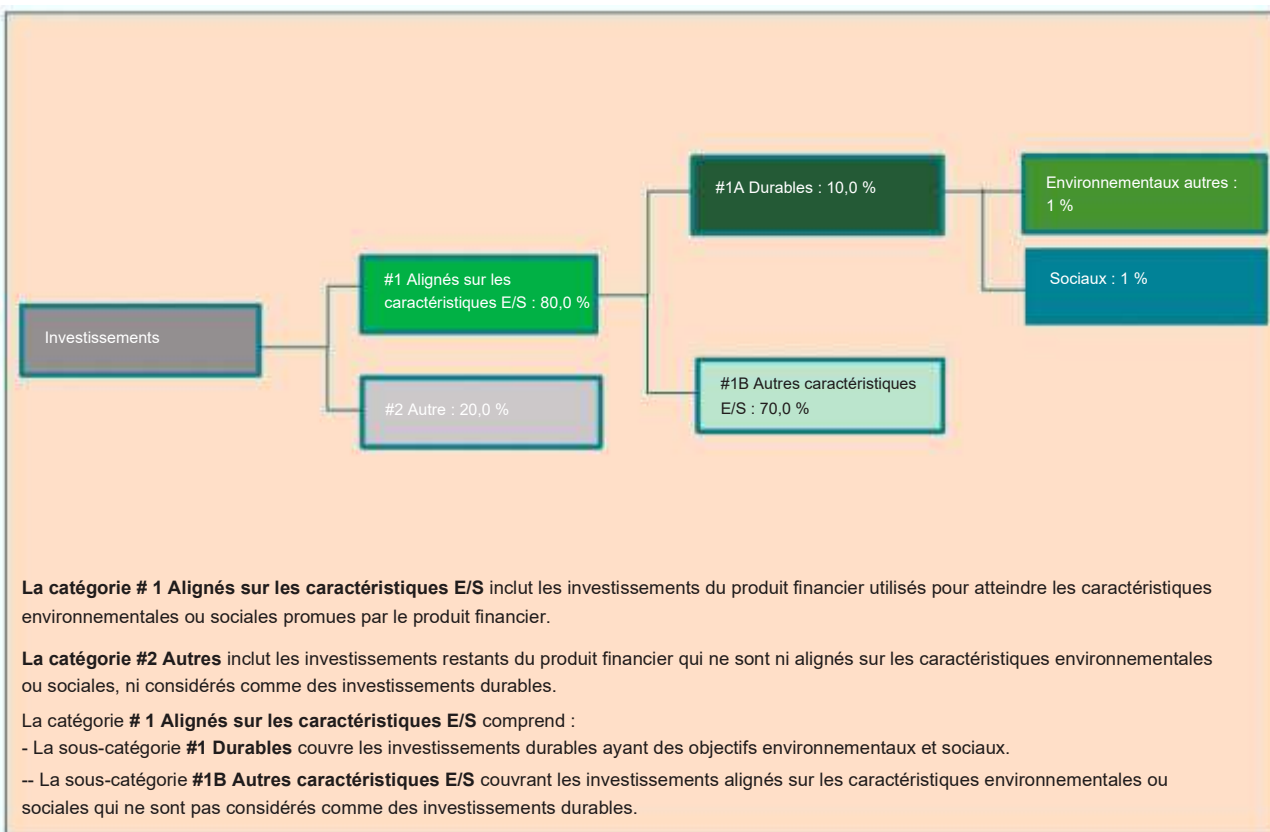 #1A Durables : 10,0 %
Environnementaux autres :
1 %
#1 Alignés sur les
caractéristiques E/S : 80,0 %
Sociaux : 1 %
Investissements
#2 Autre : 20,0 %
#1B Autres caractéristiques
E/S : 70,0 %
La catégorie # 1 Alignés sur les caractéristiques E/S inclut les investissements du produit financier utilisés pour atteindre les caractéristiques
environnementales ou sociales promues par le produit financier.
La catégorie #2 Autres inclut les investissements restants du produit financier qui ne sont ni alignés sur les caractéristiques environnementales
ou sociales, ni considérés comme des investissements durables.
La catégorie # 1 Alignés sur les caractéristiques E/S comprend :
- La sous-catégorie #1 Durables couvre les investissements durables ayant des objectifs environnementaux et sociaux.
-- La sous-catégorie #1B Autres caractéristiques E/S couvrant les investissements alignés sur les caractéristiques environnementales ou
sociales qui ne sont pas considérés comme des investissements durables.